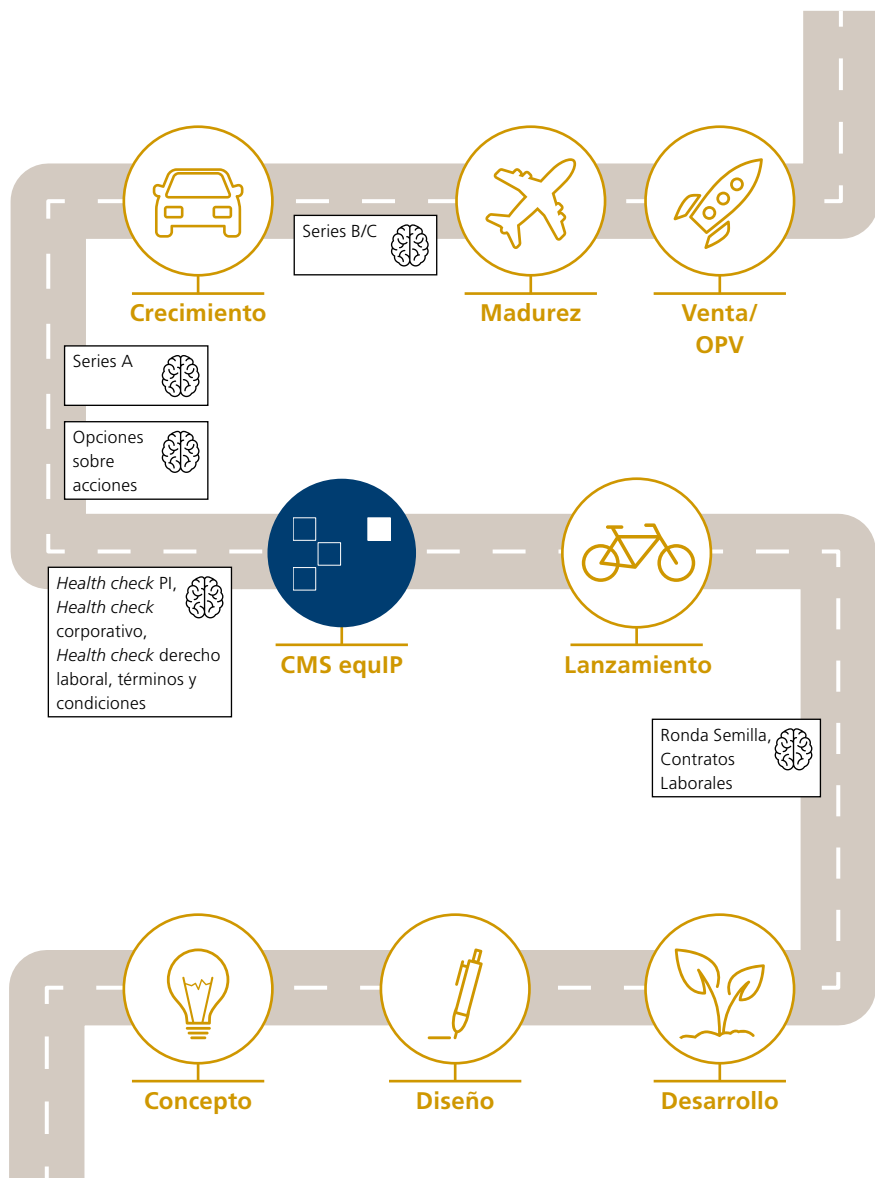 Series B/C
Crecimiento
Madurez
Venta/
OPV
Series A
Opciones
sobre
acciones
Health check PI,
Health check
corporativo,
Health check derecho
laboral, términos y
condiciones
CMS equIP
Lanzamiento
Ronda Semilla,
Contratos
Laborales
Concepto
Diseño
Desarrollo